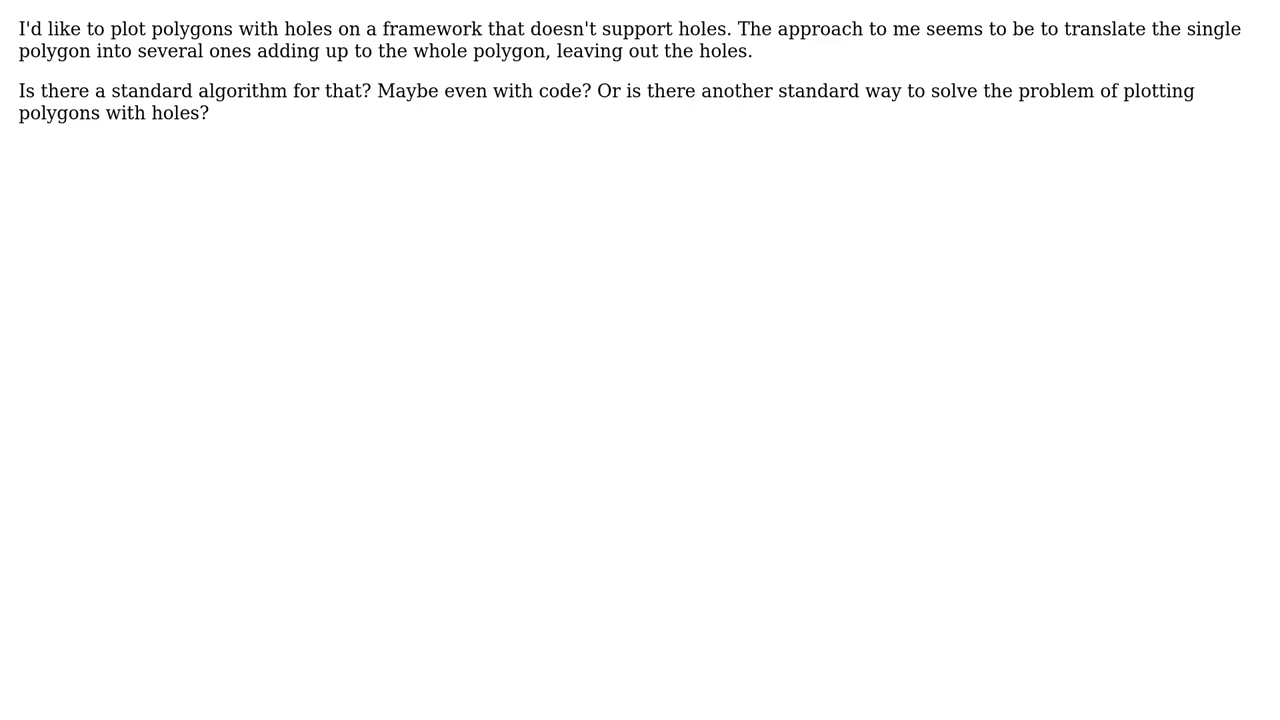 I'd like to plot polygons with holes on a framework that doesn't support holes. The approach to me seems to be to translate the single
polygon into several ones adding up to the whole polygon, leaving out the holes.
Is there a standard algorithm for that? Maybe even with code? Or is there another standard way to solve the problem of plotting
polygons with holes?